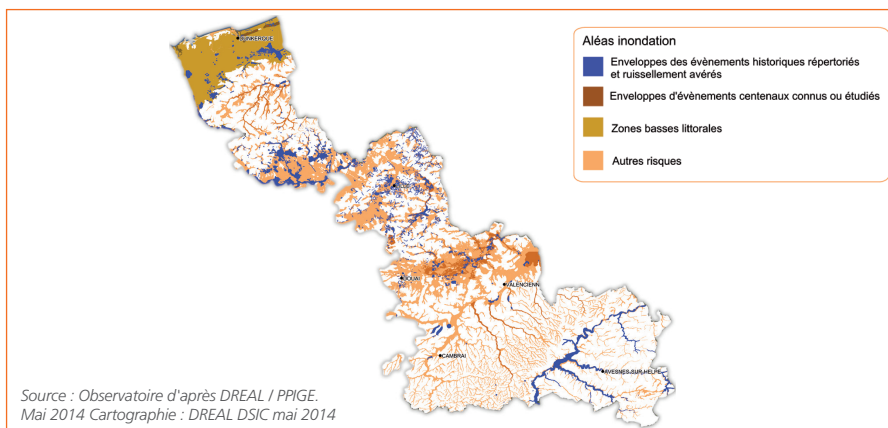 DUNKERQUE
Aléas inondation
Enveloppes des évènements historiques répertoriés
et ruissellement avérés
Enveloppes d'évènements centenaux connus ou étudiés
Zones basses littorales
Autres risques
DOUAI
VALENCIENN
CAMBRAI
AVESNES-SUR-HELPE
Source : Observatoire d'après DREAL / PPIGE.
Mai 2014 Cartographie : DREAL DSIC mai 2014